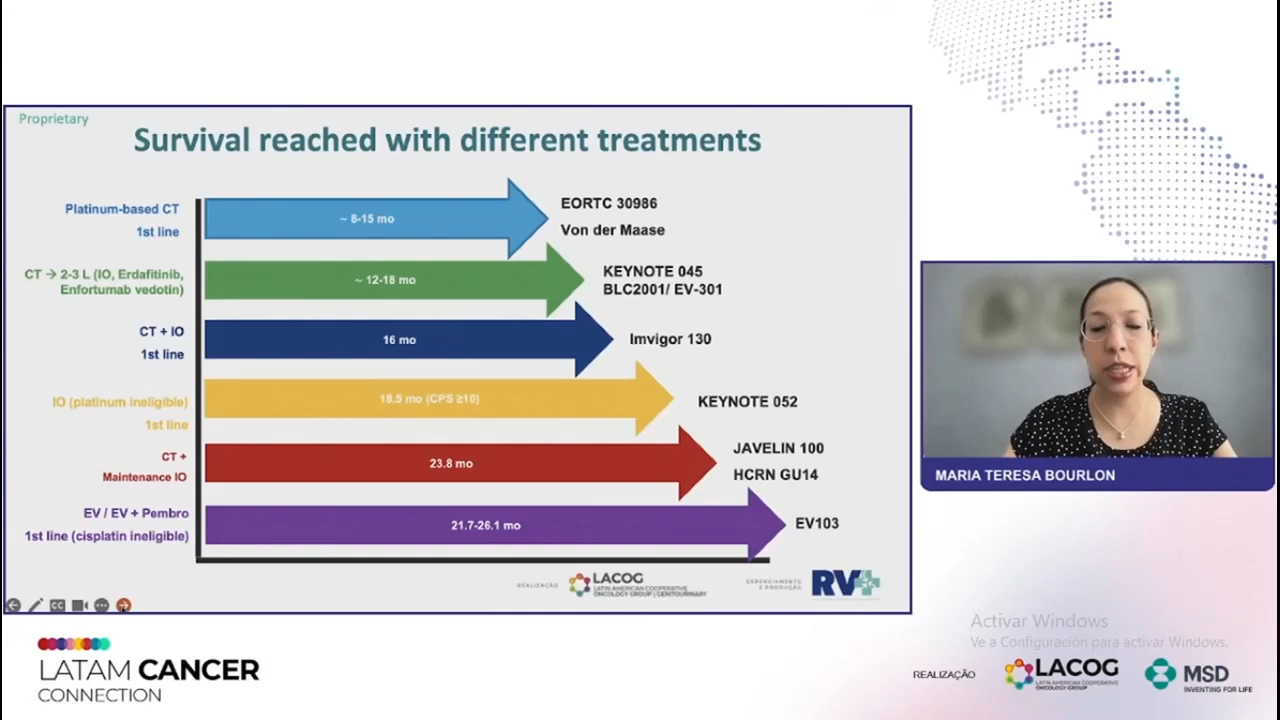 Proprietary
Survival reached with different treatments
Platinum-based CT
1st line
~ 8-15 mo
EORTC 30986
Von der Maase
CT → 2-3 L (IO, Erdafitinib,
Enfortumab vedotin)
~ 12-18 mo
KEYNOTE 045
BLC2001/ EV-301
CT + IO
1st line
16 mo
Imvigor 130
IO (platinum ineligible)
1st line
18.5 mo (CPS ≥10)
KEYNOTE 052
CT +
Maintenance IO
23.8 mo
JAVELIN 100
HCRN GU14
EV / EV + Pembro
1st line (cisplatin ineligible)
21.7-26.1 mo
EV103
REALIZAÇÃO
LACOG
LATIN AMERICAN COOPERATIVE
ONCOLOGY GROUP | GENITOURINARY
GERENCIAMENTO
E PRODUÇÃO
RV+
CC
MARIA TERESA BOURLON
Activar Windows
Ve a Configuración para activar Windows.
LATAM CANCER
CONNECTION
REALIZAÇÃO
LACOG
LATIN AMERICAN COOPERATIVE
ONCOLOGY GROUP
MSD
INVENTING FOR LIFE